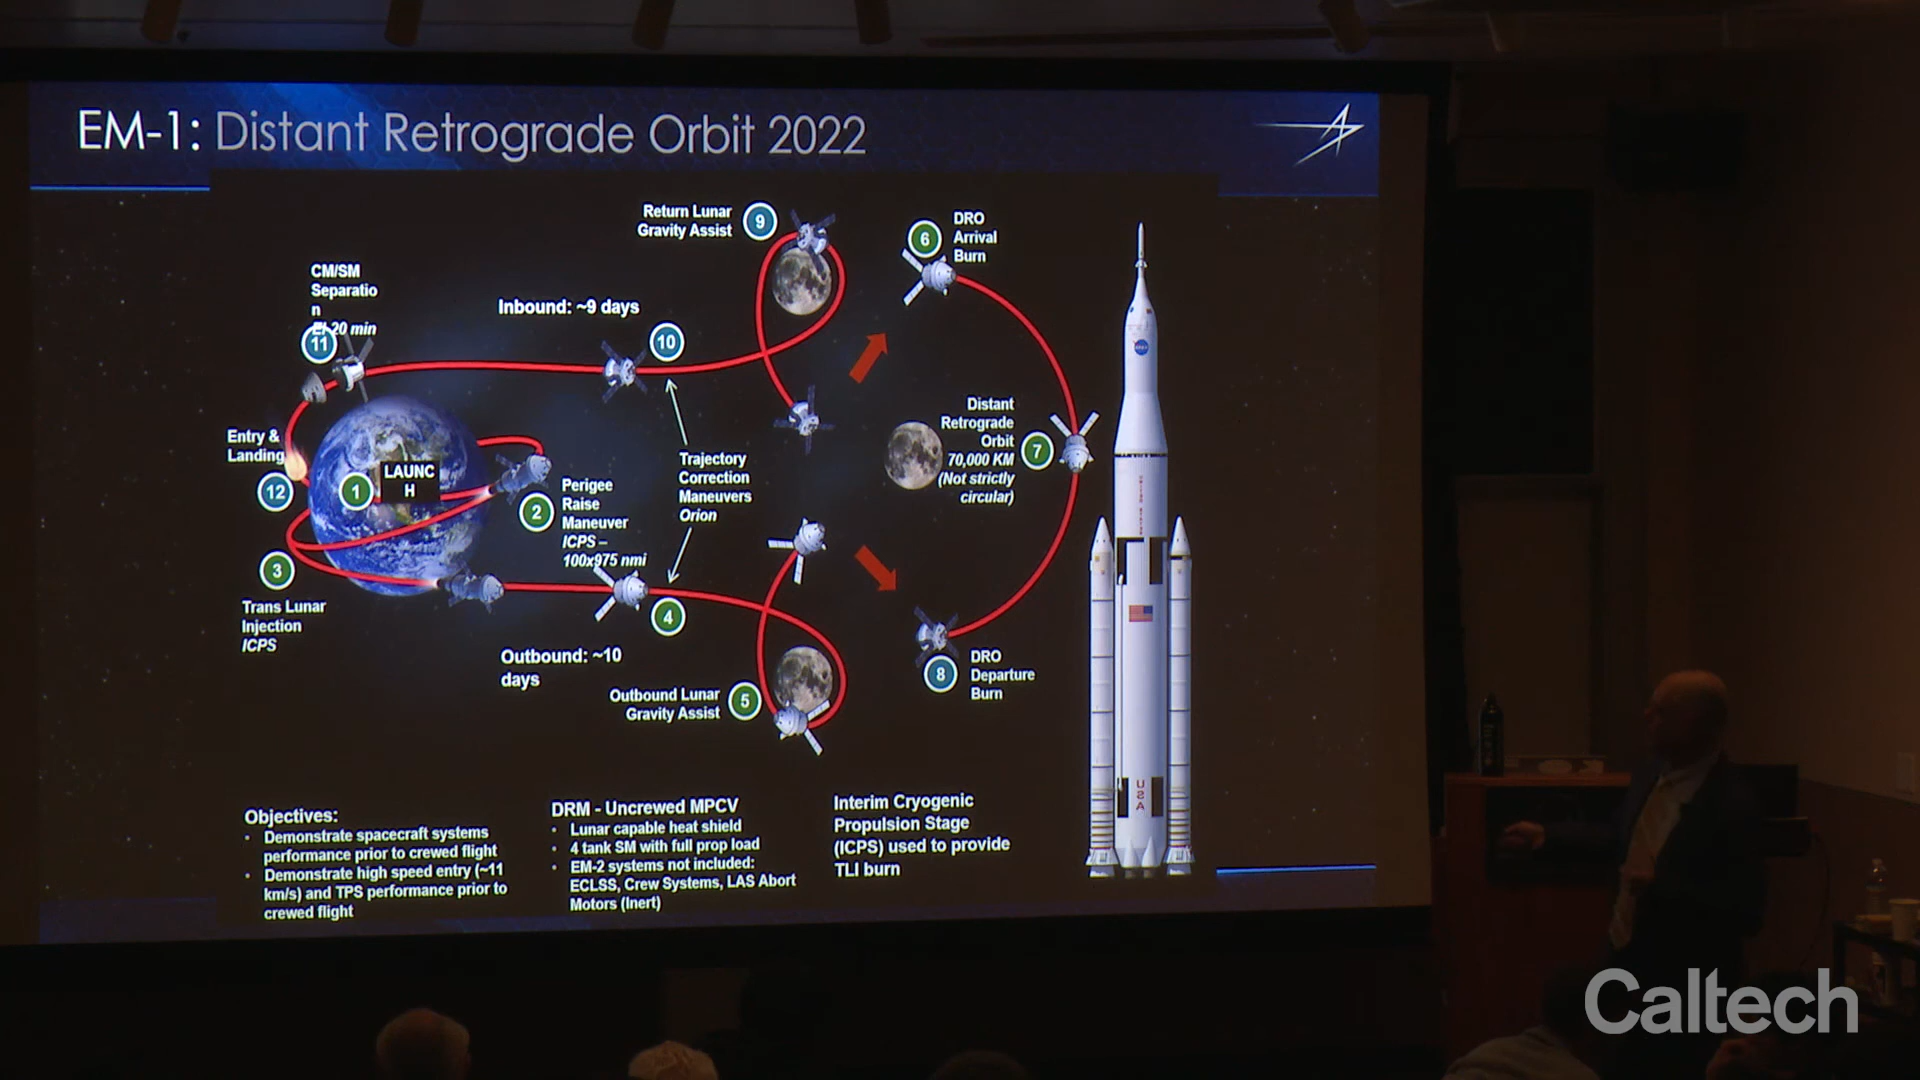 EM-1: Distant Retrograde Orbit 2022
Return Lunar
Gravity Assist
9
6
DRO
Arrival
Burn
CM/SM
Separatio
n
EI-20 min
11
Inbound: ~9 days
10
Entry &
Landing
12
1
LAUNC
H
2
Perigee
Raise
Maneuver
ICPS –
100x975 nmi
Trajectory
Correction
Maneuvers
Orion
Distant
Retrograde
Orbit
70,000 KM
(Not strictly
circular)
7
3
Trans Lunar
Injection
ICPS
4
Outbound: ~10
days
Outbound Lunar
Gravity Assist
5
8
DRO
Departure
Burn
Objectives:
• Demonstrate spacecraft systems
performance prior to crewed flight
• Demonstrate high speed entry (~11
km/s) and TPS performance prior to
crewed flight
DRM - Uncrewed MPCV
• Lunar capable heat shield
• 4 tank SM with full prop load
• EM-2 systems not included:
ECLSS, Crew Systems, LAS Abort
Motors (Inert)
Interim Cryogenic
Propulsion Stage
(ICPS) used to provide
TLI burn
USA
Caltech